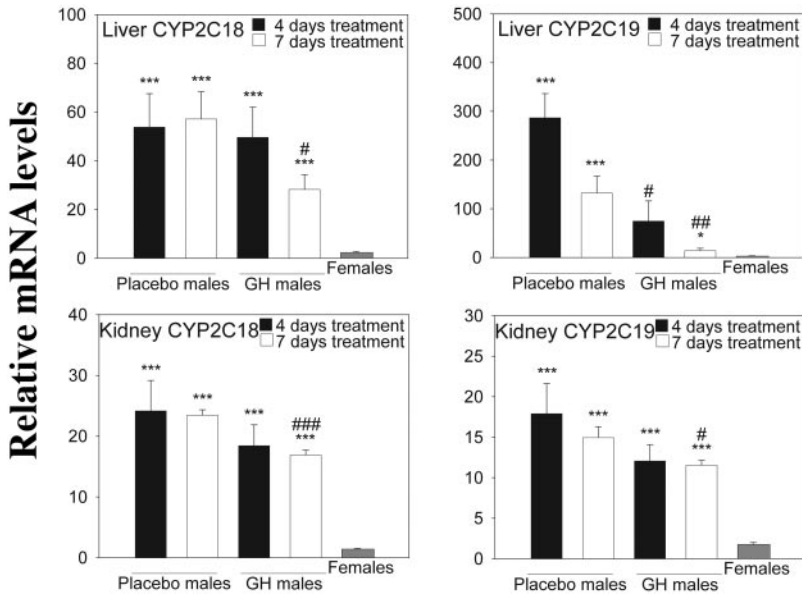 Relative mRNA levels
Liver CYP2C18
4 days treatment
7 days treatment
100
80
60
40
20
0
***
***
***
#
***
Females
Placebo males
GH males
Liver CYP2C19
4 days treatment
7 days treatment
500
400
300
200
100
0
***
***
#
##
*
Females
Placebo males
GH males
Kidney CYP2C18
4 days treatment
7 days treatment
40
30
20
10
0
***
***
***
###
***
Females
Placebo males
GH males
Kidney CYP2C19
4 days treatment
7 days treatment
30
25
20
15
10
5
0
***
***
***
#
***
Females
Placebo males
GH males